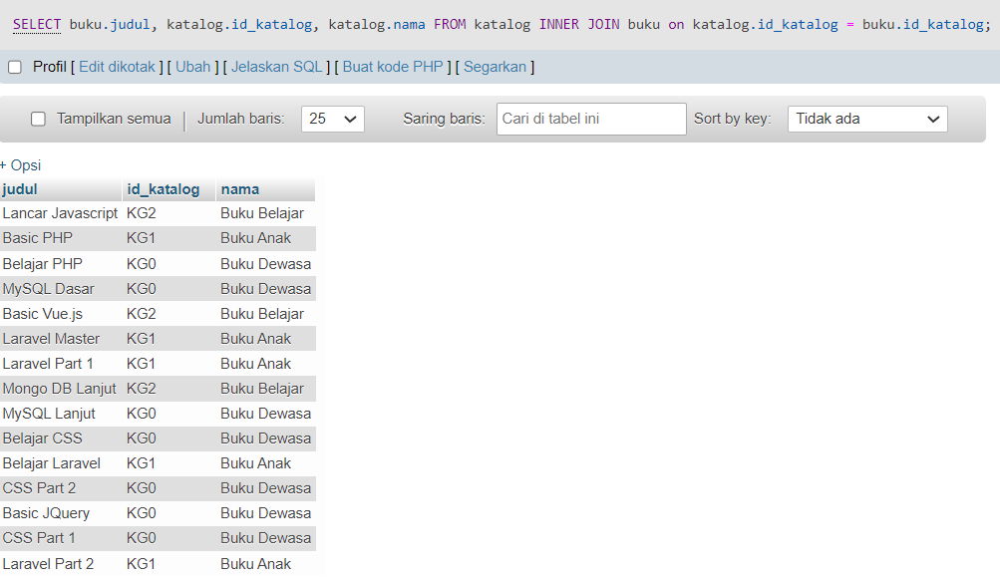 SELECT buku.judul, katalog.id_katalog, katalog.nama FROM katalog INNER JOIN buku on katalog.id_katalog = buku.id_katalog;
Profil [ Edit dikotak ] [ Ubah ] [ Jelaskan SQL ] [ Buat kode PHP ] [ Segarkan ]
Tampilkan semua | Jumlah baris: 25 Saring baris: Cari di tabel ini Sort by key: Tidak ada
+ Opsi
judul id_katalog nama
Lancar Javascript KG2 Buku Belajar
Basic PHP KG1 Buku Anak
Belajar PHP KG0 Buku Dewasa
MySQL Dasar KG0 Buku Dewasa
Basic Vue.js KG2 Buku Belajar
Laravel Master KG1 Buku Anak
Laravel Part 1 KG1 Buku Anak
Mongo DB Lanjut KG2 Buku Belajar
MySQL Lanjut KG0 Buku Dewasa
Belajar CSS KG0 Buku Dewasa
Belajar Laravel KG1 Buku Anak
CSS Part 2 KG0 Buku Dewasa
Basic JQuery KG0 Buku Dewasa
CSS Part 1 KG0 Buku Dewasa
Laravel Part 2 KG1 Buku Anak